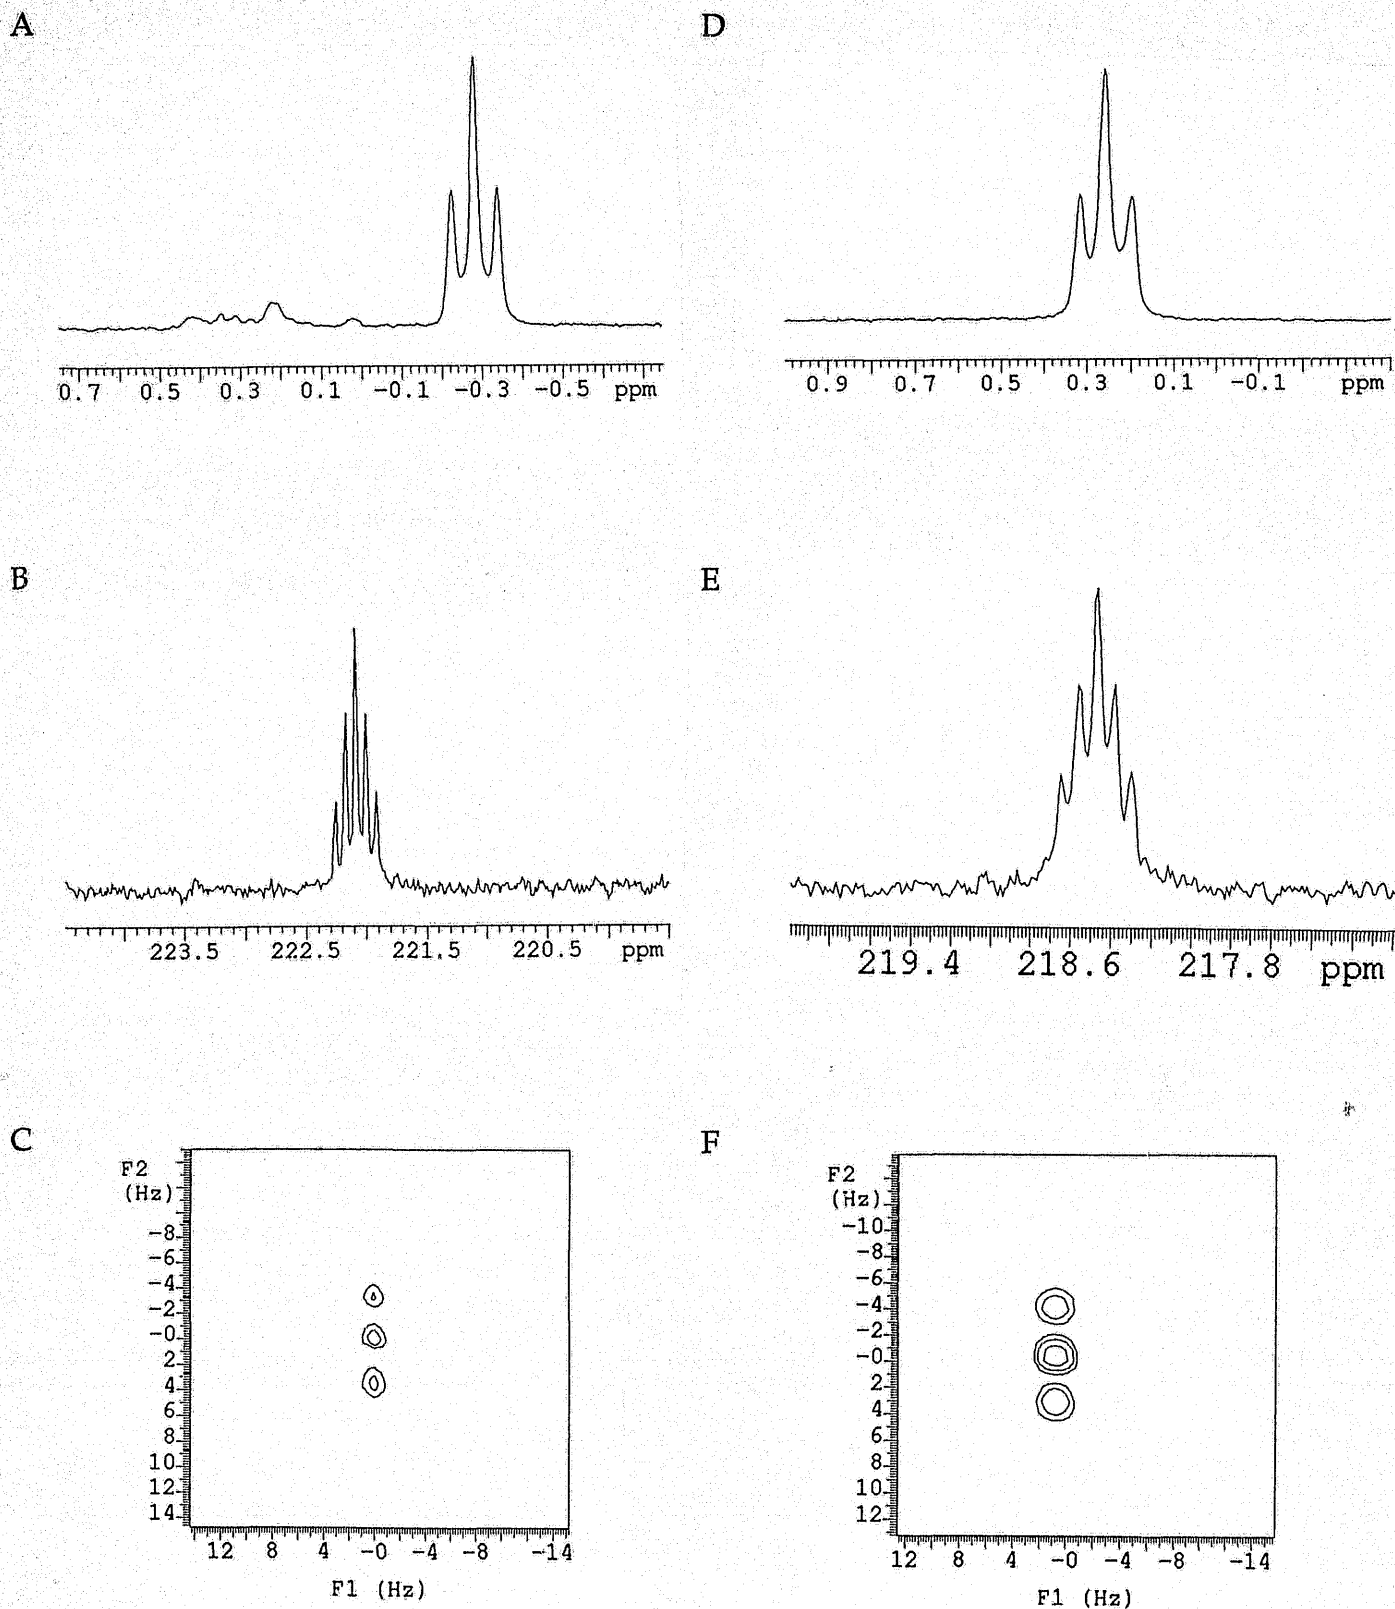 A
0.7 0.5 0.3 0.1 -0.1 -0.3 -0.5 ppm
D
0.9 0.7 0.5 0.3 0.1 -0.1 ppm
B
223.5 222.5 221.5 220.5 ppm
E
219.4 218.6 217.8 ppm
C
F2
(Hz)
-8
-6
-4
-2
-0
2
4
6
8
10
12
14
12 8 4 -0 -4 -8 -14
F1 (Hz)
F
F2
(Hz)
-10
-8
-6
-4
-2
-0
2
4
6
8
10
12
12 8 4 -0 -4 -8 -14
F1 (Hz)